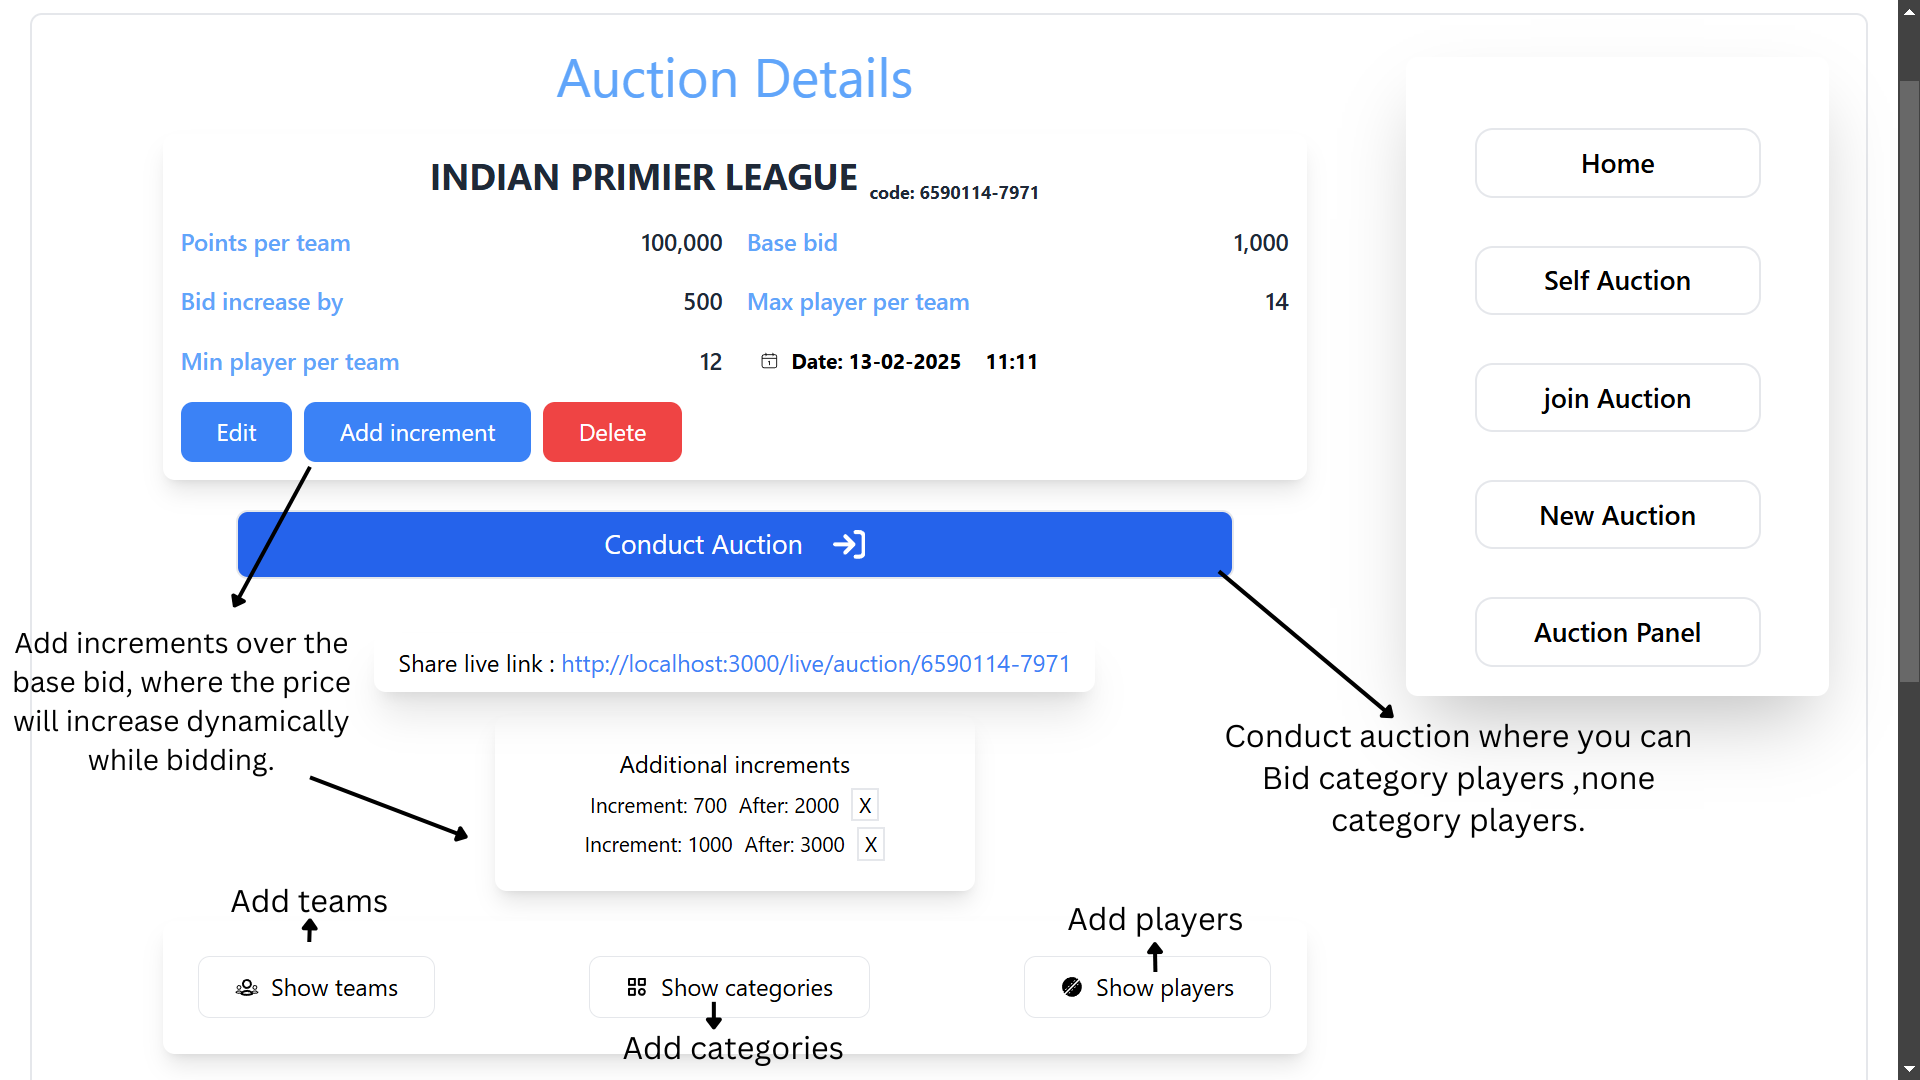 Auction Details
INDIAN PRIMIER LEAGUE code: 6590114-7971
Points per team 100,000 Base bid 1,000
Bid increase by 500 Max player per team 14
Min player per team 12 Date: 13-02-2025 11:11
Edit Add increment Delete
Conduct Auction
Share live link : http://localhost:3000/live/auction/6590114-7971
Additional increments
Increment: 700 After: 2000 X
Increment: 1000 After: 3000 X
Add increments over the
base bid, where the price
will increase dynamically
while bidding.
Conduct auction where you can
Bid category players ,none
category players.
Add teams
Add players
Show teams Show categories Show players
Add categories
Home
Self Auction
join Auction
New Auction
Auction Panel